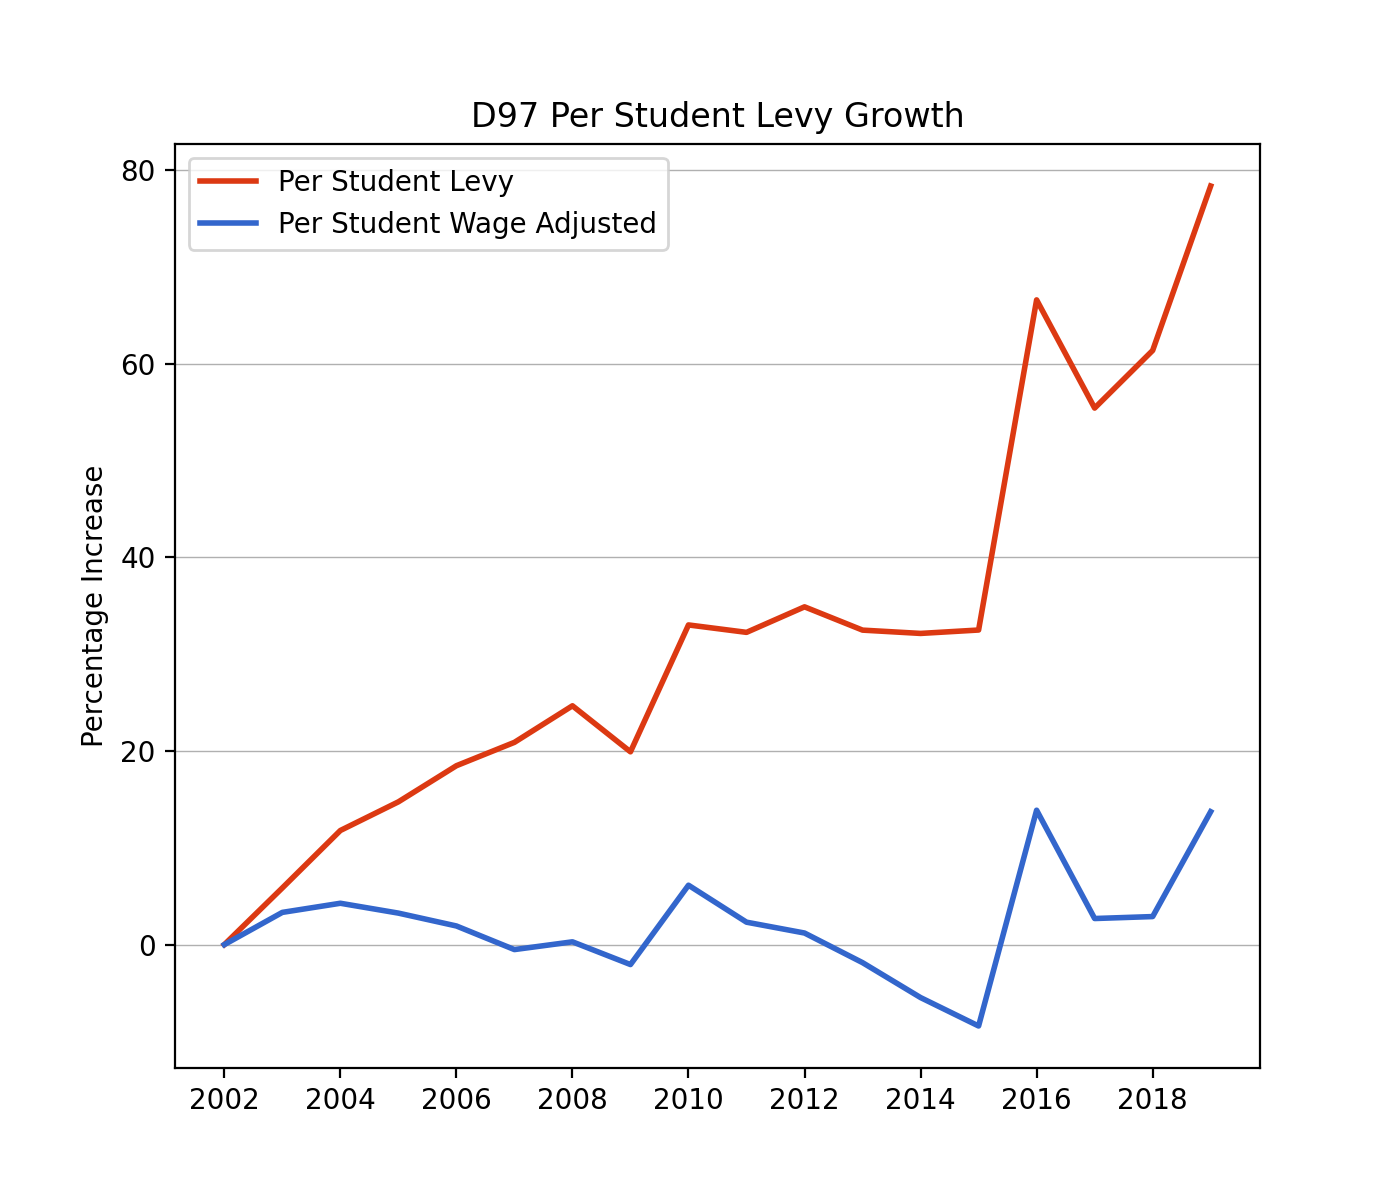 D97 Per Student Levy Growth
Per Student Levy
Per Student Wage Adjusted
Percentage Increase
80
60
40
20
0
2002 2004 2006 2008 2010 2012 2014 2016 2018